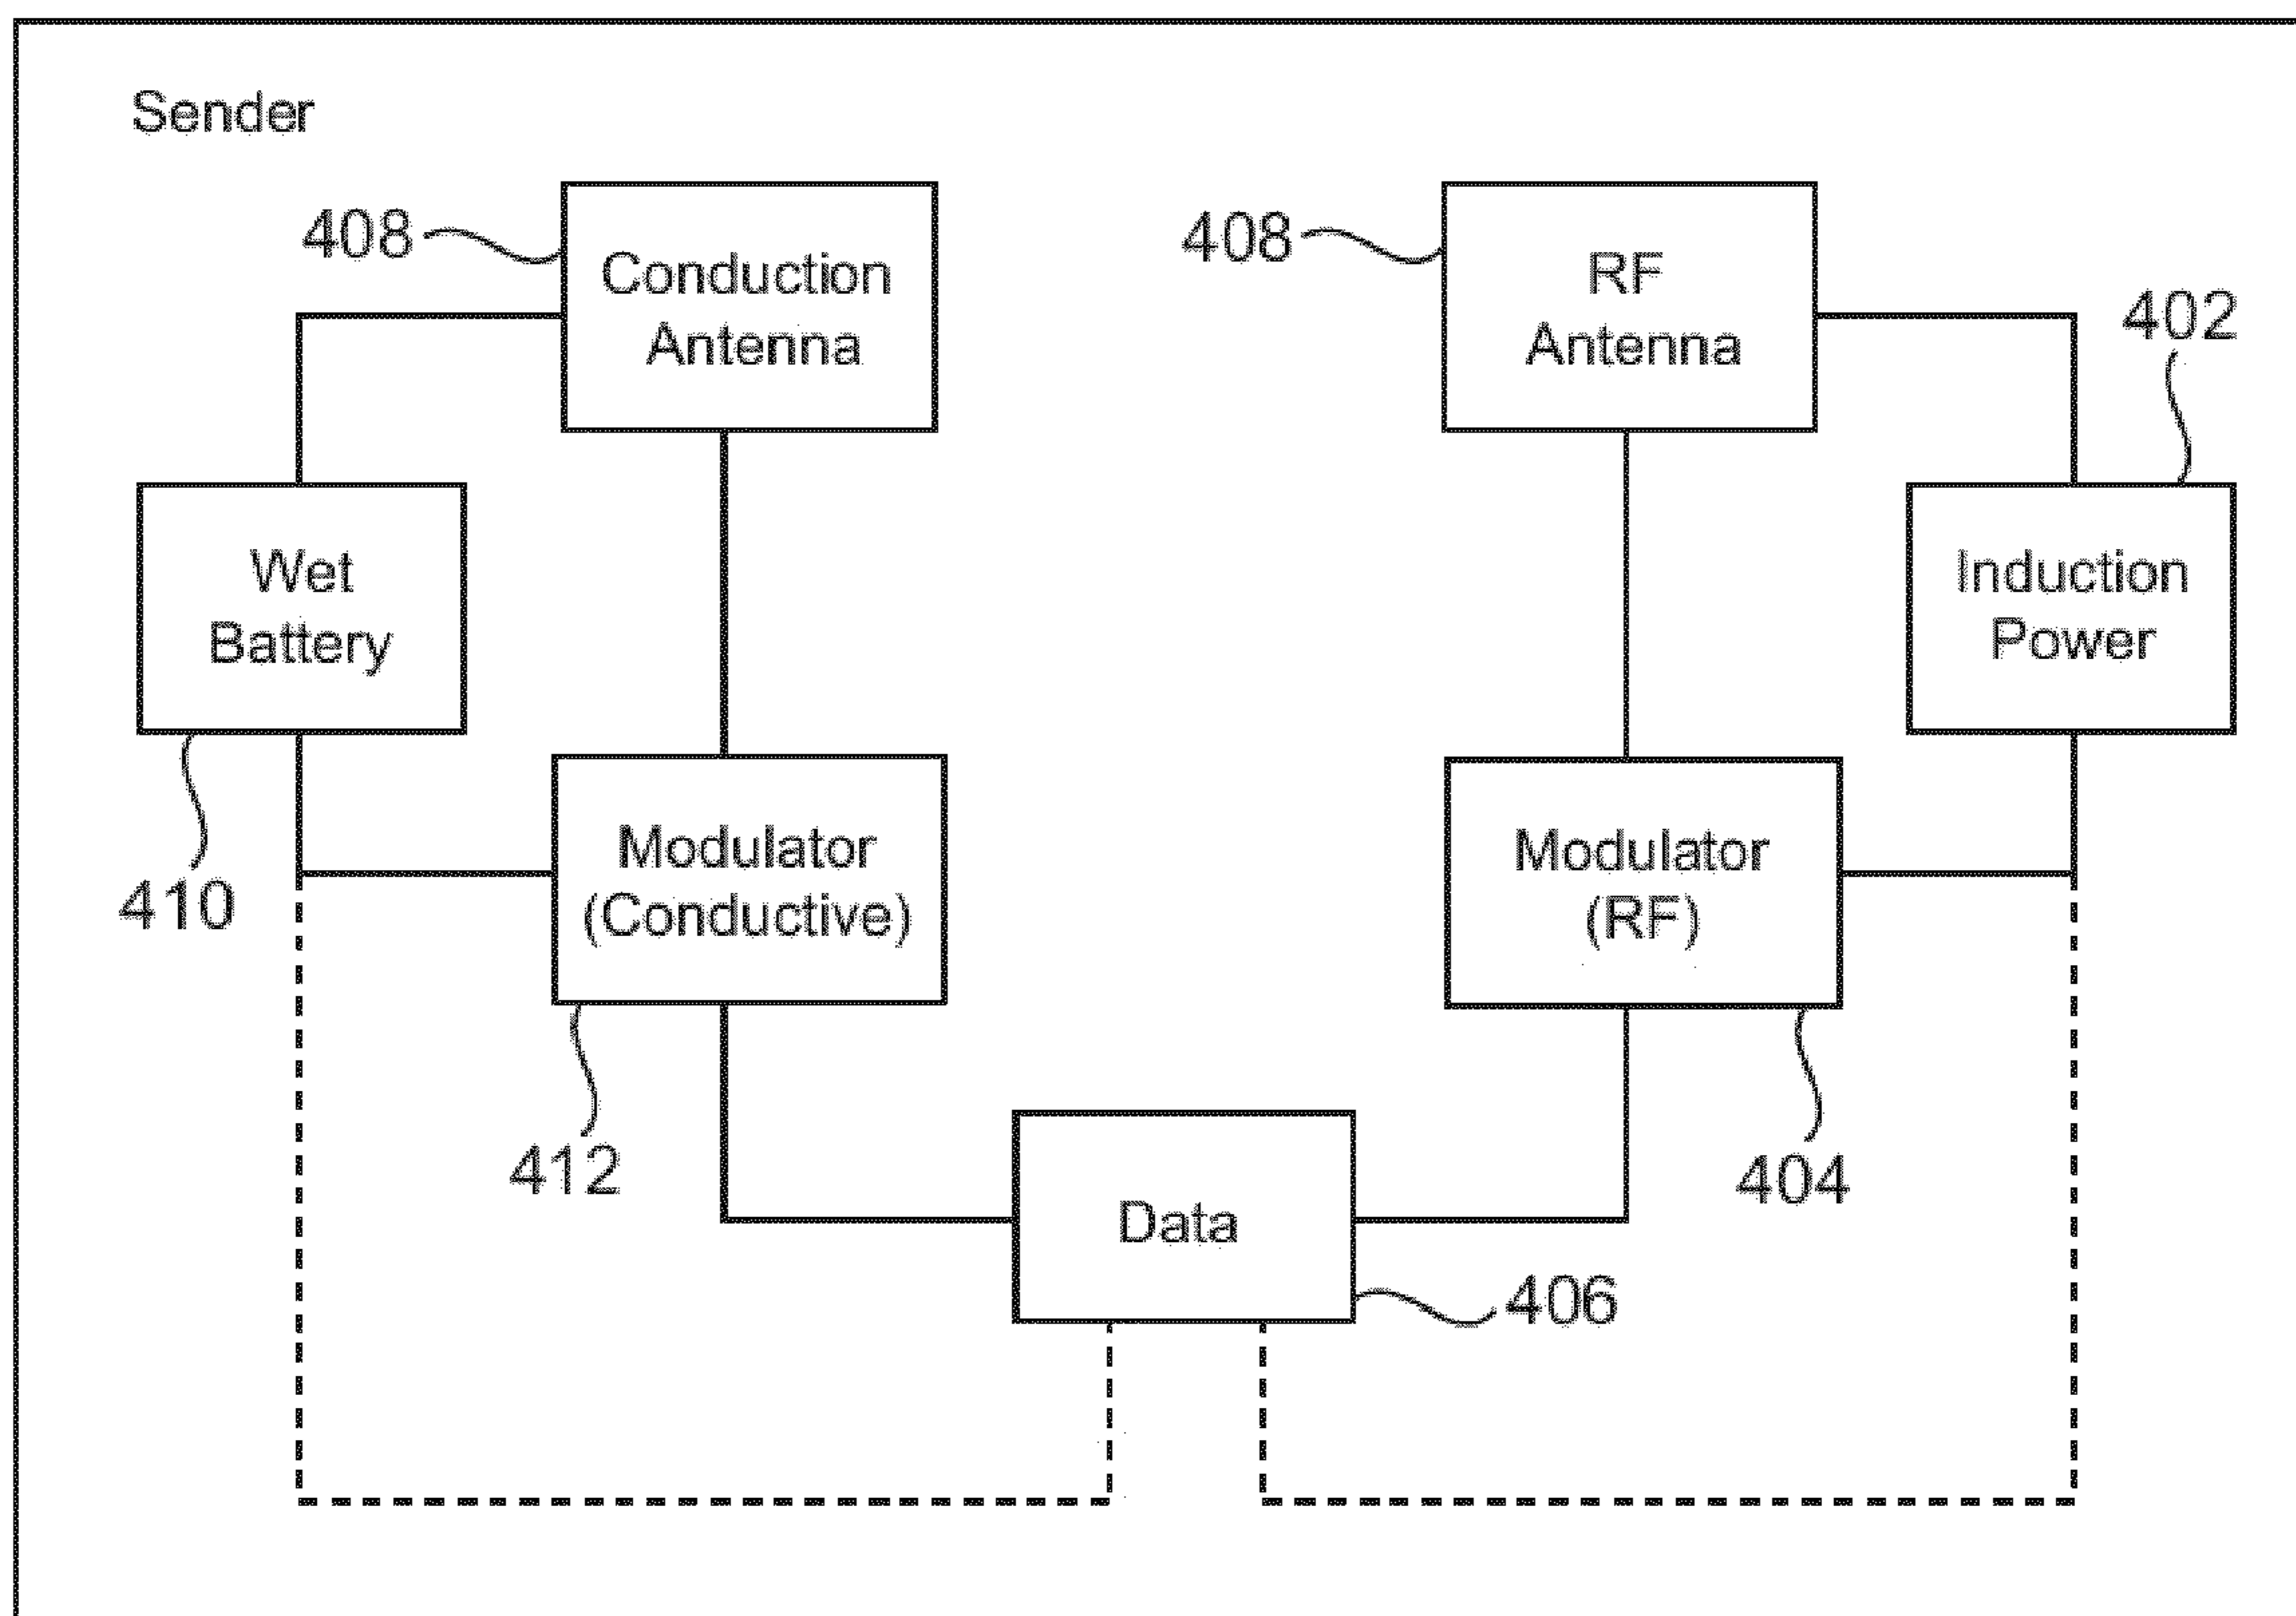 Sender
408
Conduction
Antenna
408
RF
Antenna
402
Wet
Battery
Induction
Power
410
Modulator
(Conductive)
Modulator
(RF)
412
404
Data
406